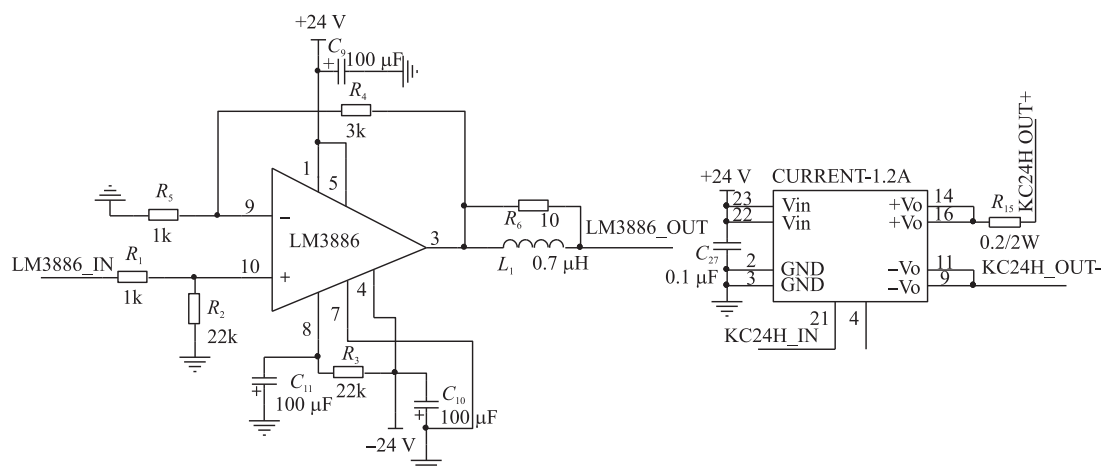 +24 V
C9
+
100 μF
R4
3k
1
5
R5
1k
9
−
LM3886
3
R6
10
LM3886_OUT
L1
0.7 μH
LM3886_IN
R1
1k
10
+
R2
22k
8
7
4
C11
+
100 μF
R3
22k
C10
+
100 μF
−24 V
+24 V
CURRENT-1.2A
23
Vin
22
Vin
C27
0.1 μF
2
GND
3
GND
14
+Vo
16
+Vo
R15
0.2/2W
KC24H OUT+
11
−Vo
9
−Vo
KC24H_OUT-
21
4
KC24H_IN